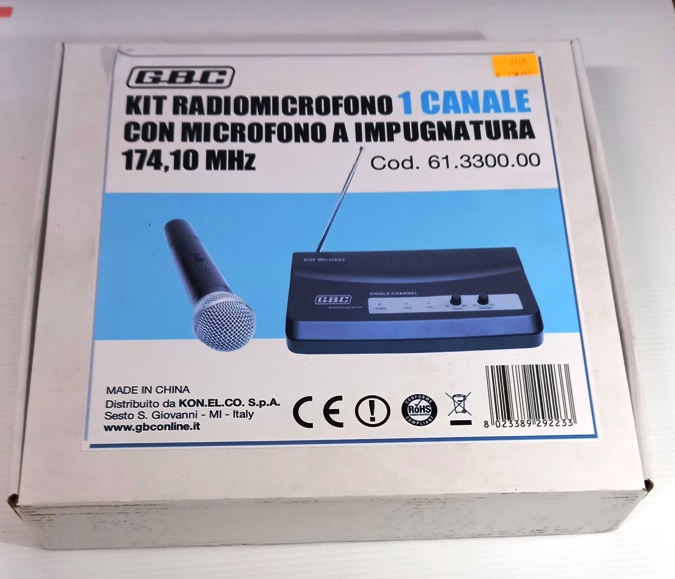 GBC
KIT RADIOMICROFONO 1 CANALE
CON MICROFONO A IMPUGNATURA
174,10 MHz
Cod. 61.3300.00
VHF Wireless
GBC
SINGLE CHANNEL
MADE IN CHINA
Distribuito da KON.EL.CO. S.p.A.
Sesto S. Giovanni - MI - Italy
www.gbconline.it
CE
RoHS
8 023389 292233